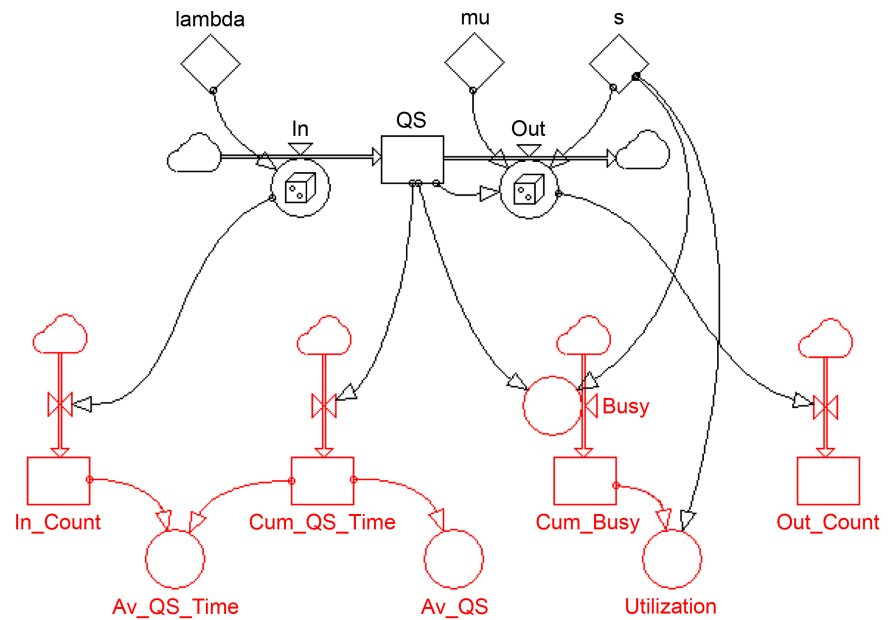 lambda
mu
s
In
QS
Out
Busy
In_Count
Cum_QS_Time
Cum_Busy
Out_Count
Av_QS_Time
Av_QS
Utilization